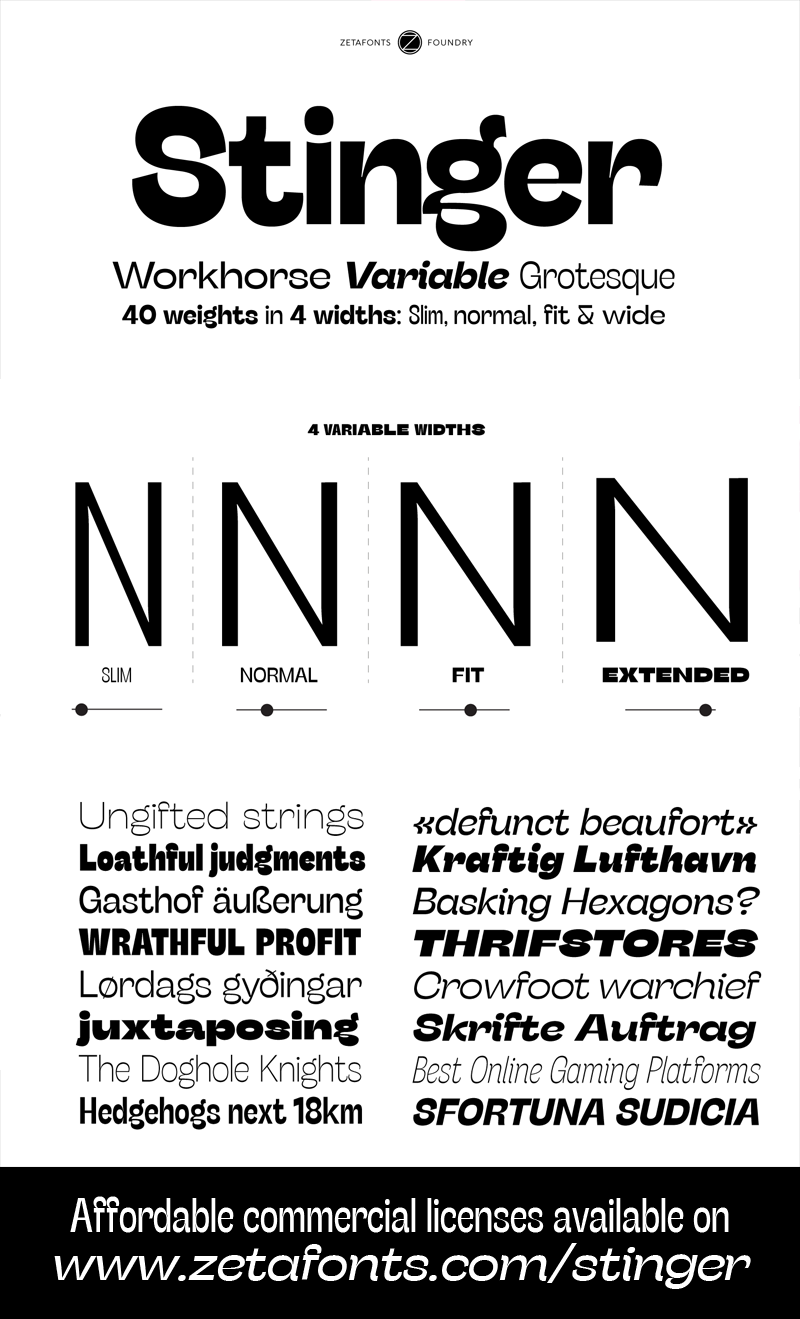 ZETAFONTS Z FOUNDRY
Stinger
Workhorse Variable Grotesque
40 weights in 4 widths: Slim, normal, fit & wide
4 VARIABLE WIDTHS
N N N N
SLIM NORMAL FIT EXTENDED
Ungifted strings
Loathful judgments
Gasthof äußerung
WRATHFUL PROFIT
Lørdags gyðingar
juxtaposing
The Doghole Knights
Hedgehogs next 18km
«defunct beaufort»
Kraftig Lufthavn
Basking Hexagons?
THRIFSTORES
Crowfoot warchief
Skrifte Auftrag
Best Online Gaming Platforms
SFORTUNA SUDICIA
Affordable commercial licenses available on
www.zetafonts.com/stinger